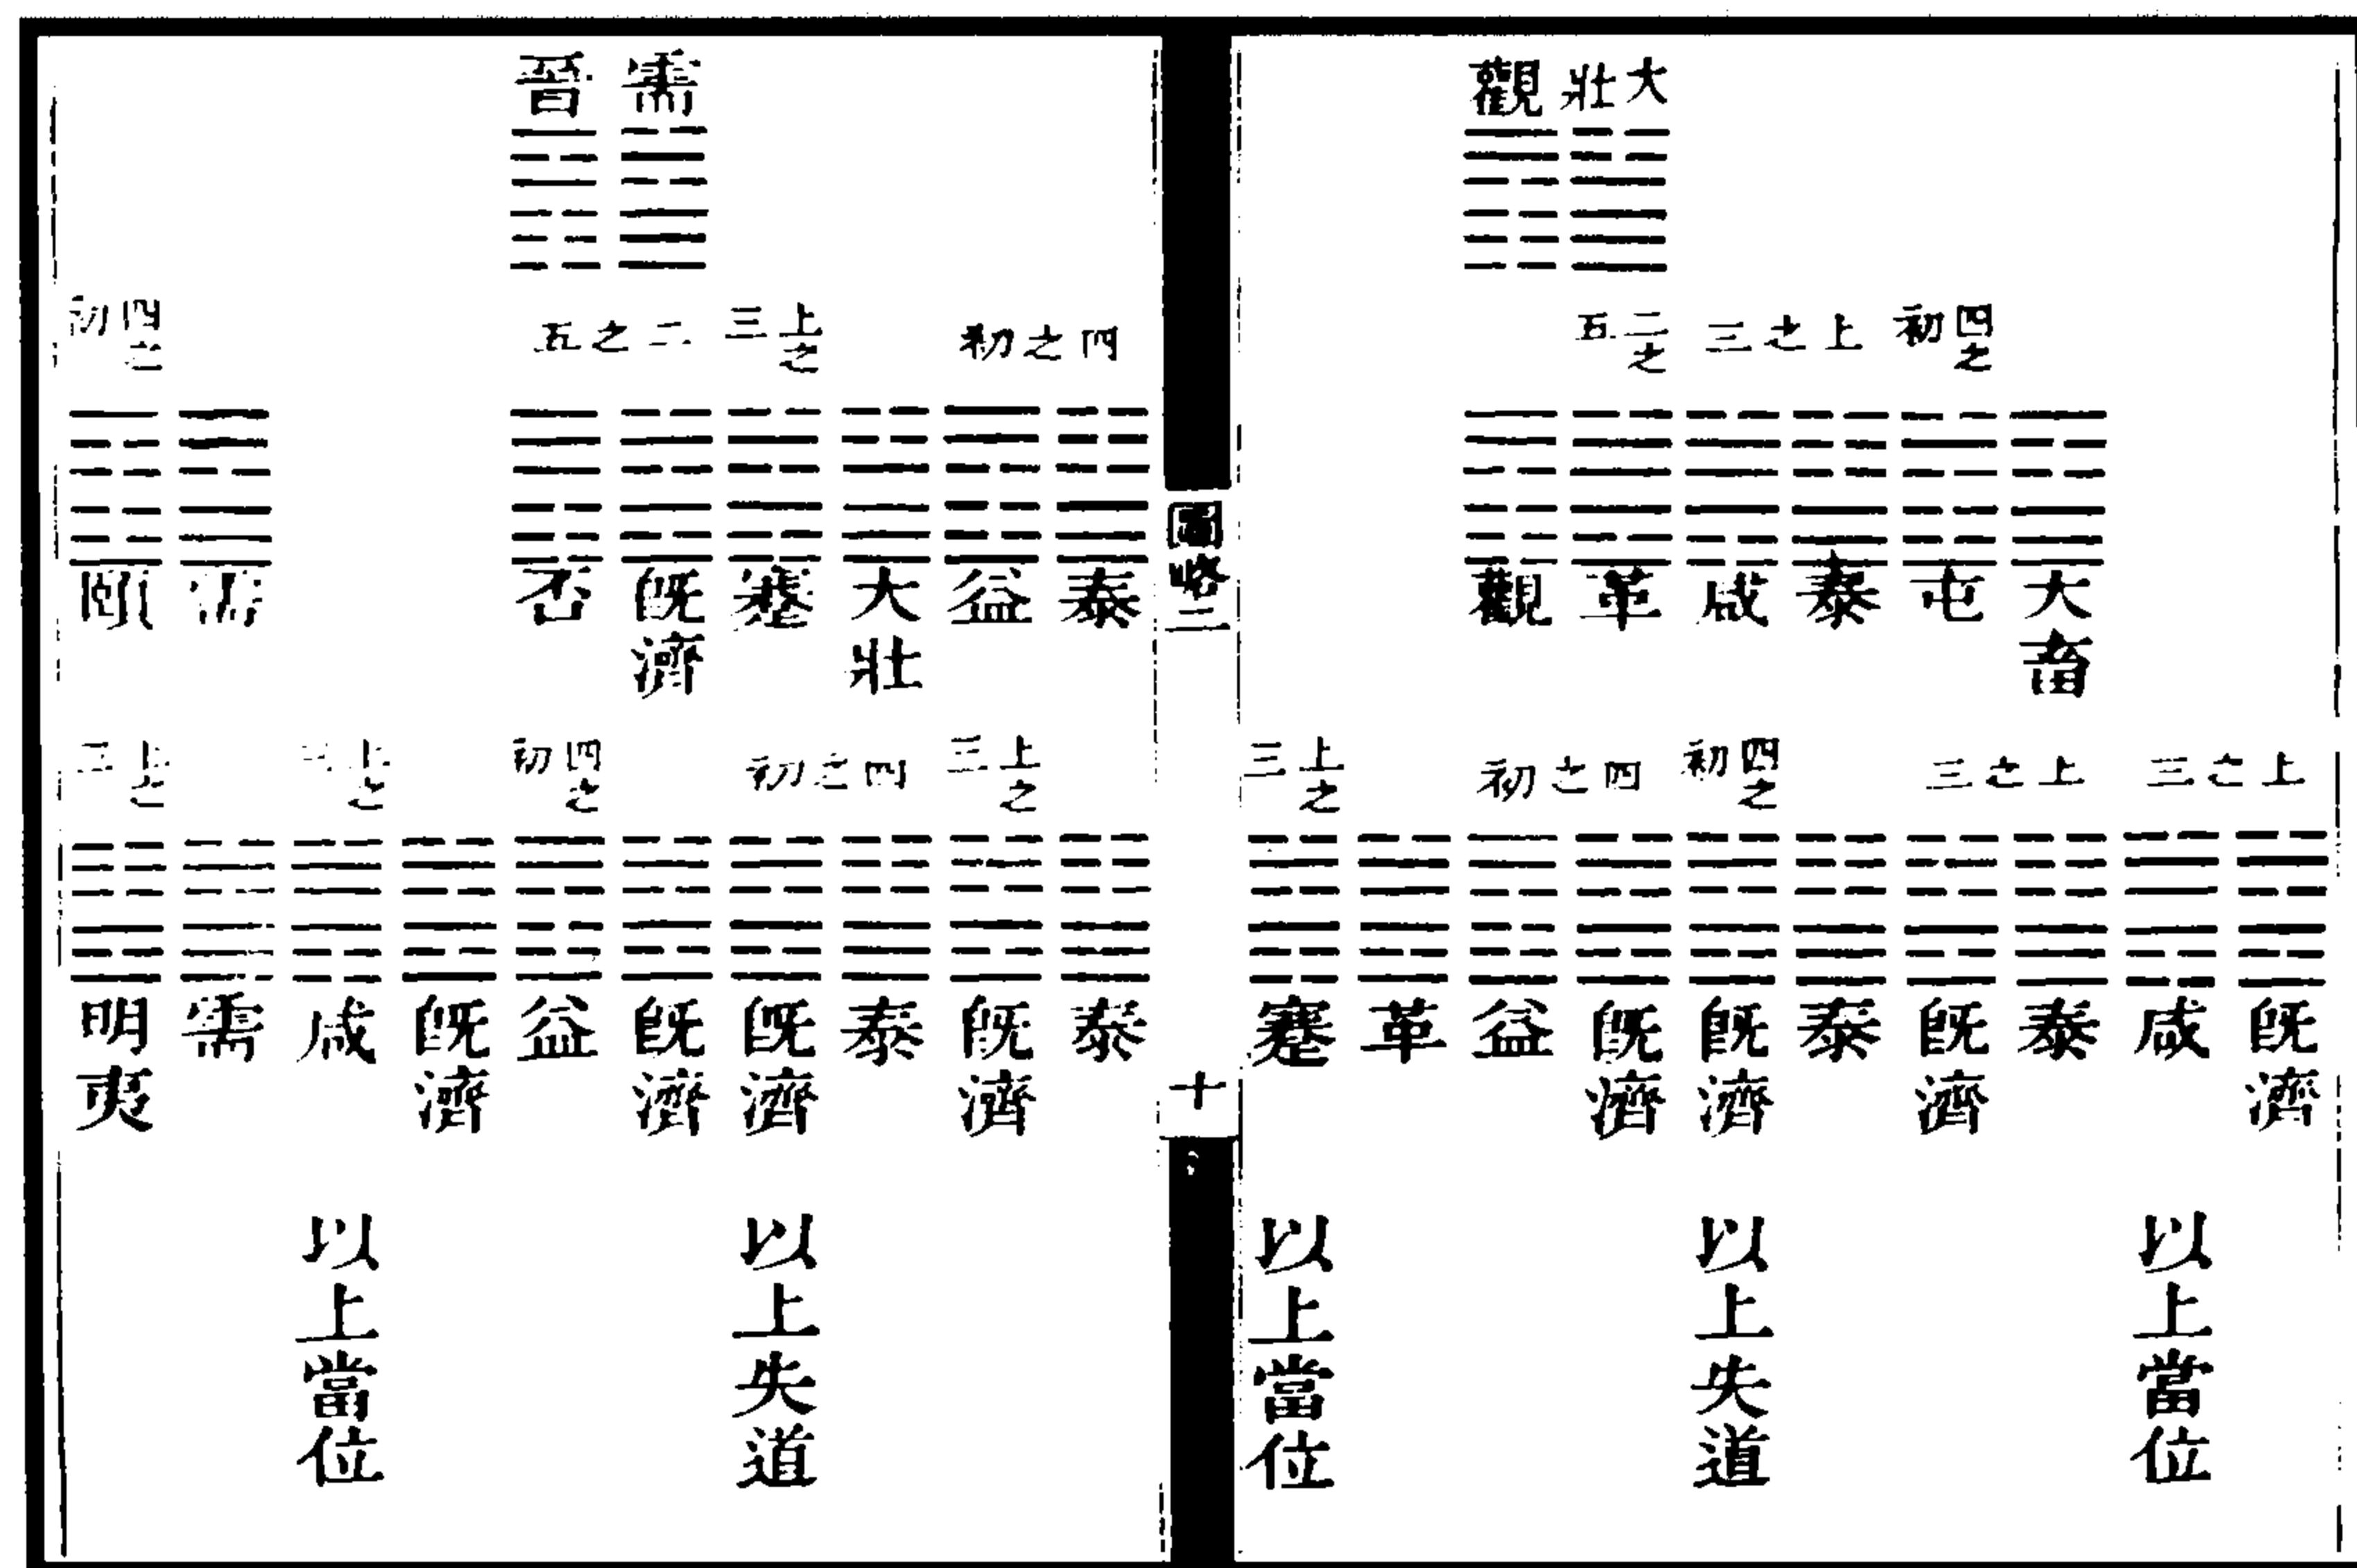 大壯
觀
四之初
上之三
二之五
大畜
屯
泰
咸
革
觀
上之三
上之三
四之初
四之初
上之三
既濟
咸
泰
既濟
泰
既濟
既濟
益
革
蹇
以上當位
以上失道
以上當位
圖略二
十
需
晉
四之初
上之三
二之五
四之初
泰
益
大壯
蹇
既濟
否
需
頤
上之三
四之初
四之初
上之三
上之三
泰
既濟
泰
既濟
既濟
益
既濟
咸
需
明夷
以上失道
以上當位